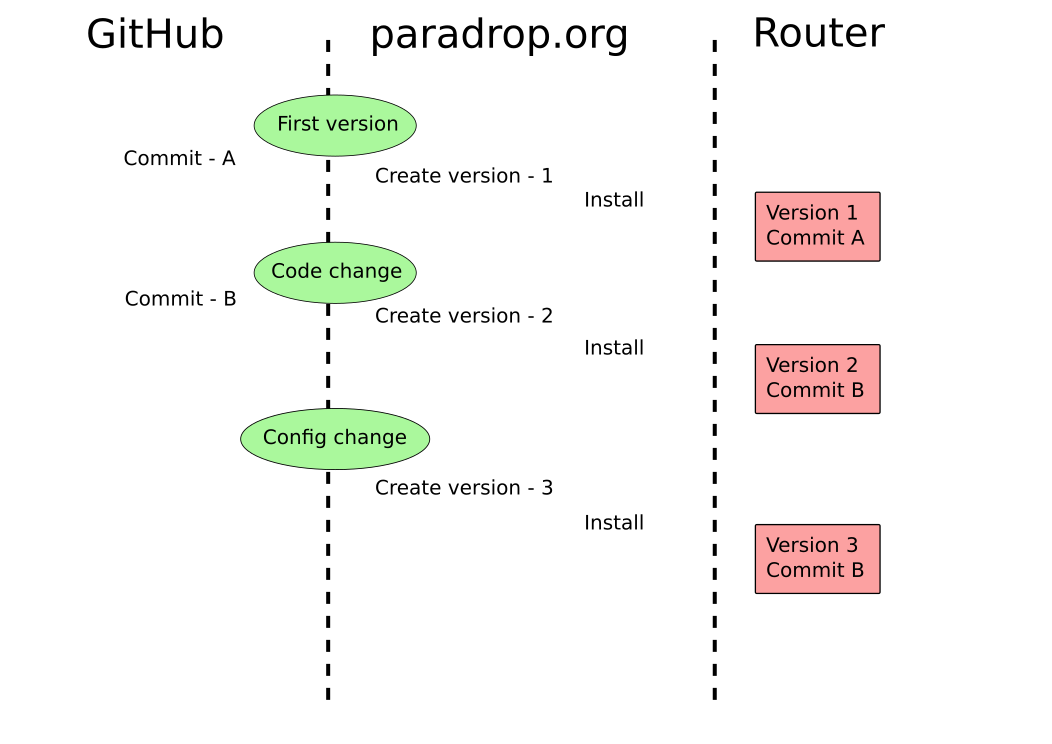 GitHub
paradrop.org
Router
First version
Commit - A
Create version - 1
Install
Version 1
Commit A
Code change
Commit - B
Create version - 2
Install
Version 2
Commit B
Config change
Create version - 3
Install
Version 3
Commit B